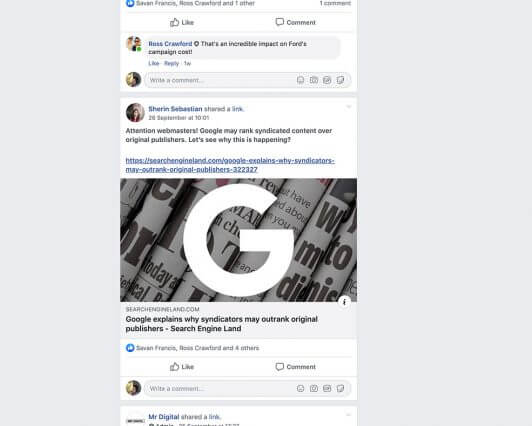 Savan Francis, Ross Crawford and 1 other 1 comment
Like Comment
Ross Crawford That's an incredible impact on Ford's
campaign cost!
Like · Reply · 1w
Write a comment...
Sherin Sebastian shared a link.
26 September at 10:01
Attention webmasters! Google may rank syndicated content over
original publishers. Let's see why this is happening?
https://searchengineland.com/google-explains-why-syndicators-
may-outrank-original-publishers-322327
G
SEARCHENGINELAND.COM
Google explains why syndicators may outrank original
publishers - Search Engine Land
Savan Francis, Ross Crawford and 4 others
Like Comment
Write a comment...
Mr Digital shared a link.